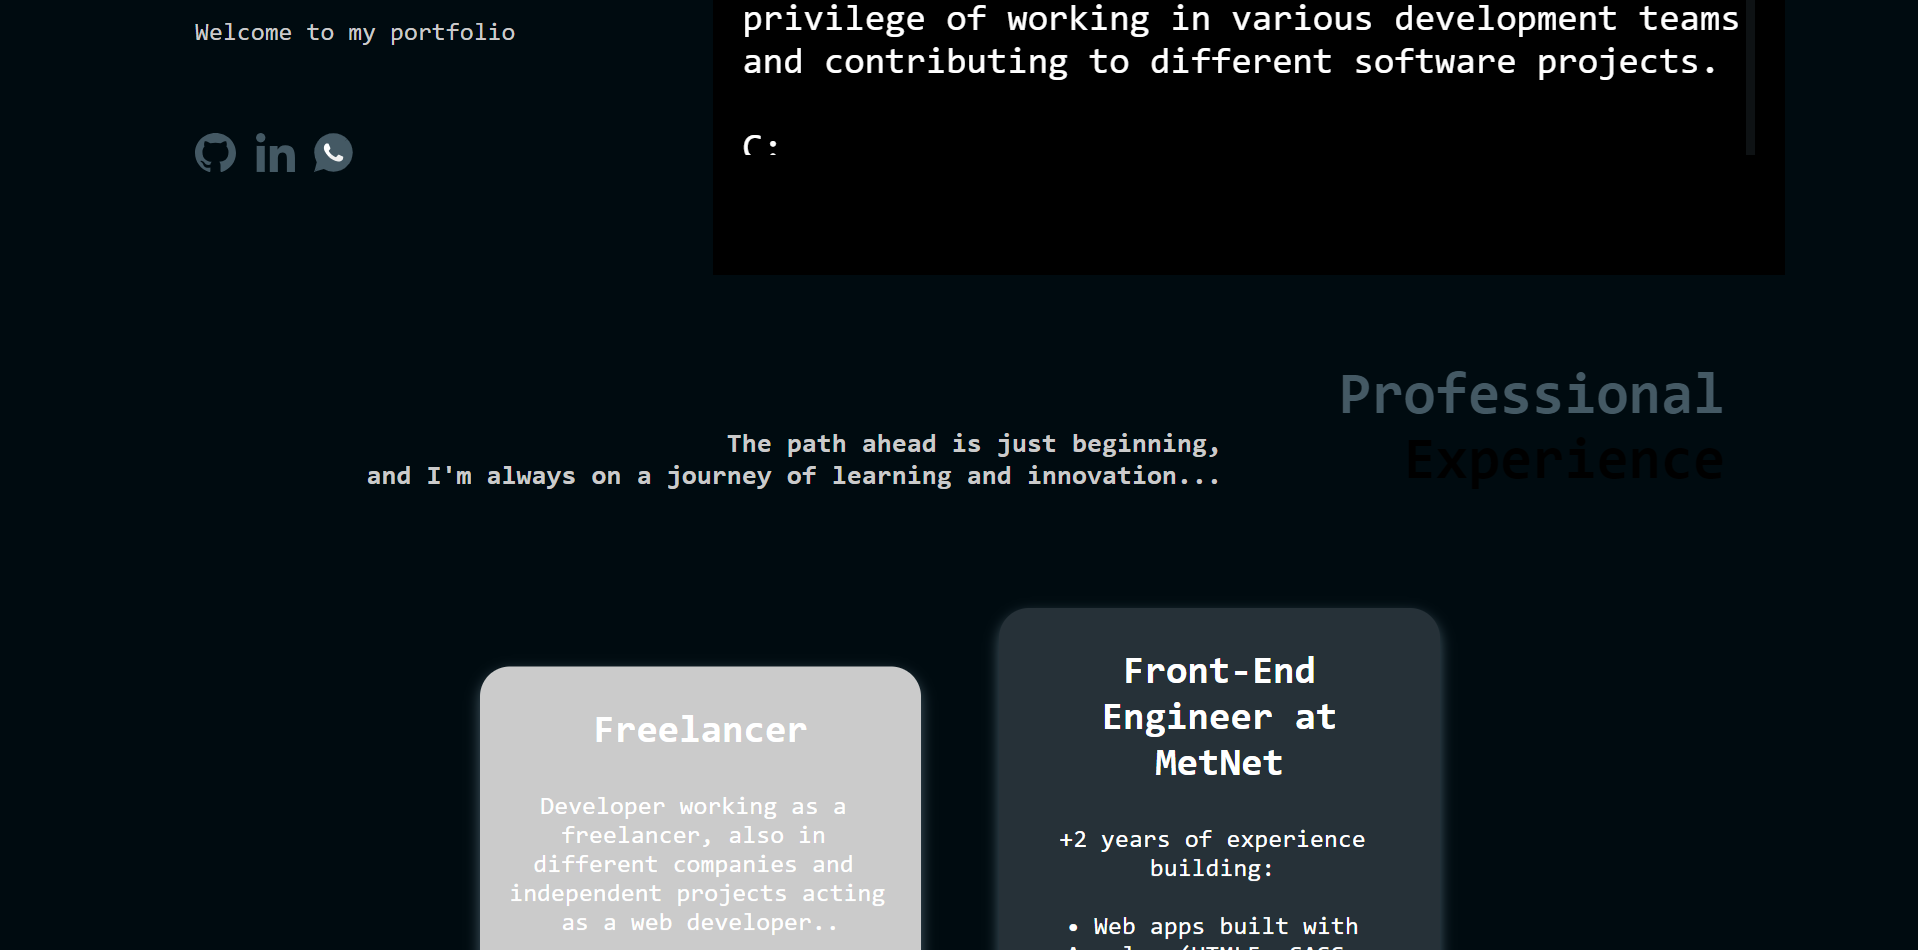 Welcome to my portfolio
privilege of working in various development teams
and contributing to different software projects.
C:
in
Professional
Experience
The path ahead is just beginning,
and I'm always on a journey of learning and innovation...
Freelancer
Developer working as a
freelancer, also in
different companies and
independent projects acting
as a web developer..
Front-End
Engineer at
MetNet
+2 years of experience
building:
• Web apps built with